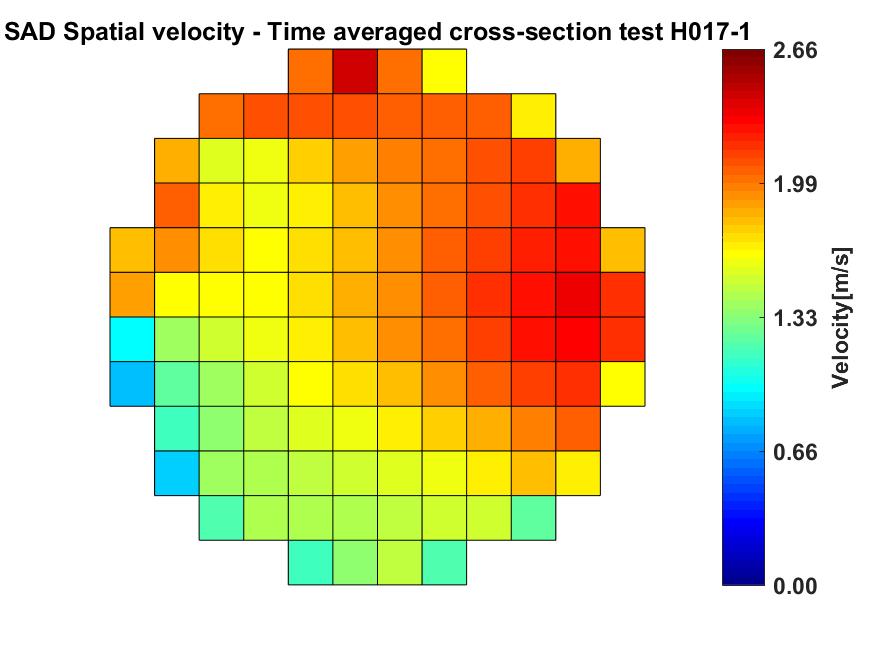 SAD Spatial velocity - Time averaged cross-section test H017-1
2.66
1.99
1.33
0.66
0.00
Velocity[m/s]